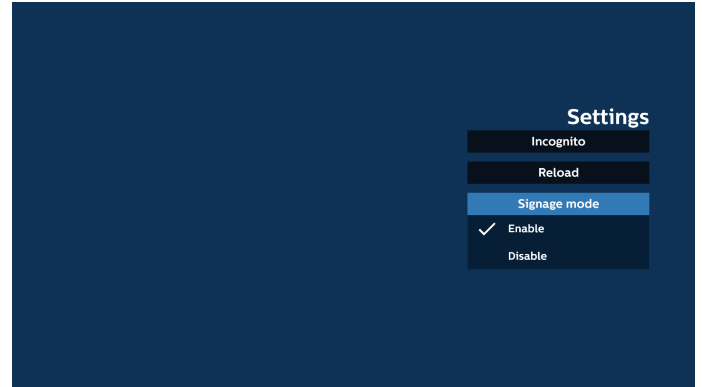 Settings
Incognito
Reload
Signage mode
Enable
Disable